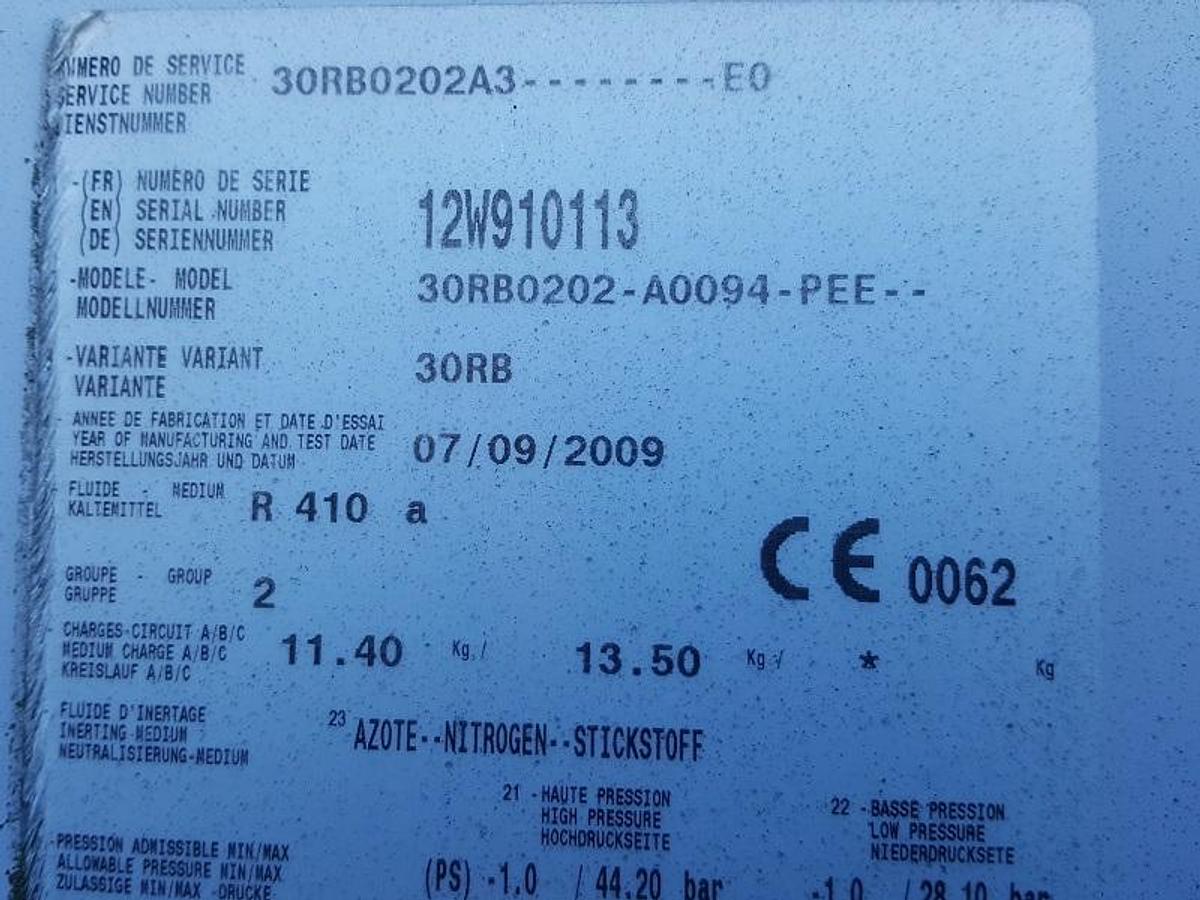 NUMERO DE SERVICE
SERVICE NUMBER 30RB0202A3--------E0
DIENSTNUMMER
-(FR) NUMERO DE SERIE
(EN) SERIAL NUMBER 12W910113
(DE) SERIENNUMMER
-MODELE- MODEL 30RB0202-A0094-PEE--
MODELLNUMMER
-VARIANTE VARIANT 30RB
VARIANTE
- ANNEE DE FABRICATION ET DATE D'ESSAI
YEAR OF MANUFACTURING AND TEST DATE 07/09/2009
HERSTELLUNGSJAHR UND DATUM
- FLUIDE - MEDIUM R 410 a
KALTEMITTEL
CE 0062
GROUPE - GROUP 2
GRUPPE
- CHARGES-CIRCUIT A/B/C
MEDIUM CHARGE A/B/C 11.40 Kg / 13.50 Kg / * Kg
KREISLAUF A/B/C
- FLUIDE D'INERTAGE
INERTING MEDIUM 23 AZOTE--NITROGEN--STICKSTOFF
NEUTRALISIERUNG-MEDIUM
21 -HAUTE PRESSION 22 -BASSE PRESSION
HIGH PRESSURE LOW PRESSURE
HOCHDRUCKSEITE NIEDERDRUCKSETE
-PRESSION ADMISSIBLE MIN/MAX
ALLOWABLE PRESSURE MIN/MAX
ZULASSIGE MIN/MAX -DRUCKE (PS) -1.0 / 44.20 bar -1.0 / 28.10 bar